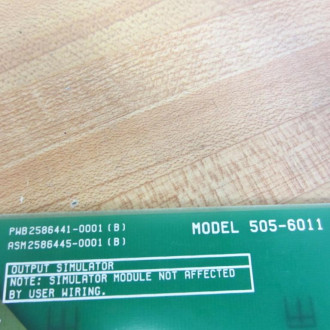 PWB2586441-0001(B)
MODEL 505-6011
ASM2586445-0001(B)
OUTPUT SIMULATOR
NOTE: SIMULATOR MODULE NOT AFFECTED
BY USER WIRING.